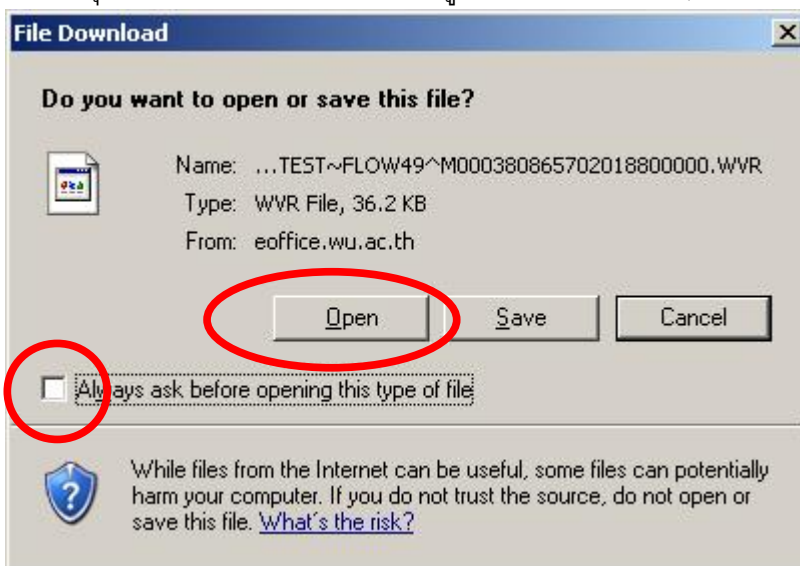 File Download
Do you want to open or save this file?
Name: ...TEST~FLOW49^M000380865702018800000.WVR
Type: WVR File, 36.2 KB
From: eoffice.wu.ac.th
Open Save Cancel
Always ask before opening this type of file
While files from the Internet can be useful, some files can potentially
harm your computer. If you do not trust the source, do not open or
save this file. What's the risk?